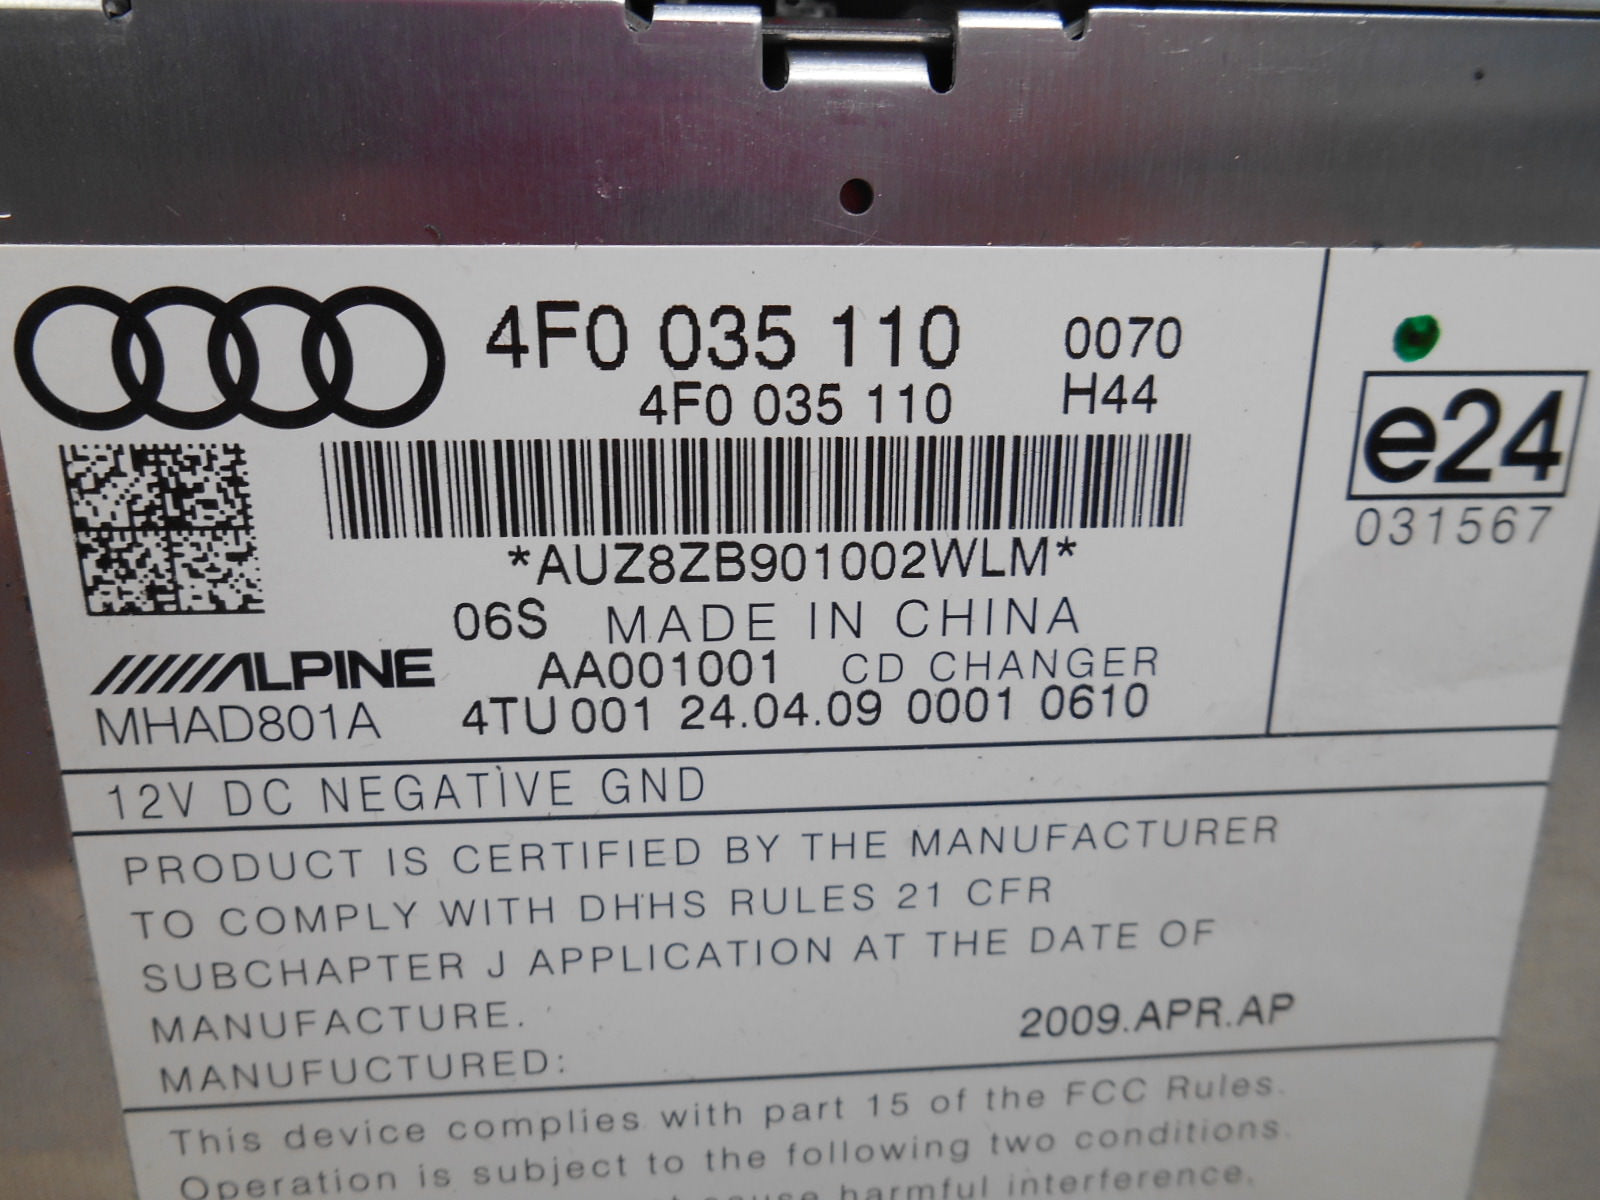 4F0 035 110 0070
4F0 035 110 H44
e24
031567
*AUZ8ZB901002WLM*
06S MADE IN CHINA
ALPINE AA001001 CD CHANGER
MHAD801A 4TU 001 24.04.09 0001 0610
12V DC NEGATIVE GND
PRODUCT IS CERTIFIED BY THE MANUFACTURER
TO COMPLY WITH DHHS RULES 21 CFR
SUBCHAPTER J APPLICATION AT THE DATE OF
MANUFACTURE.
2009.APR.AP
MANUFUCTURED:
This device complies with part 15 of the FCC Rules.
Operation is subject to the following two conditions.
cause harmful interference.